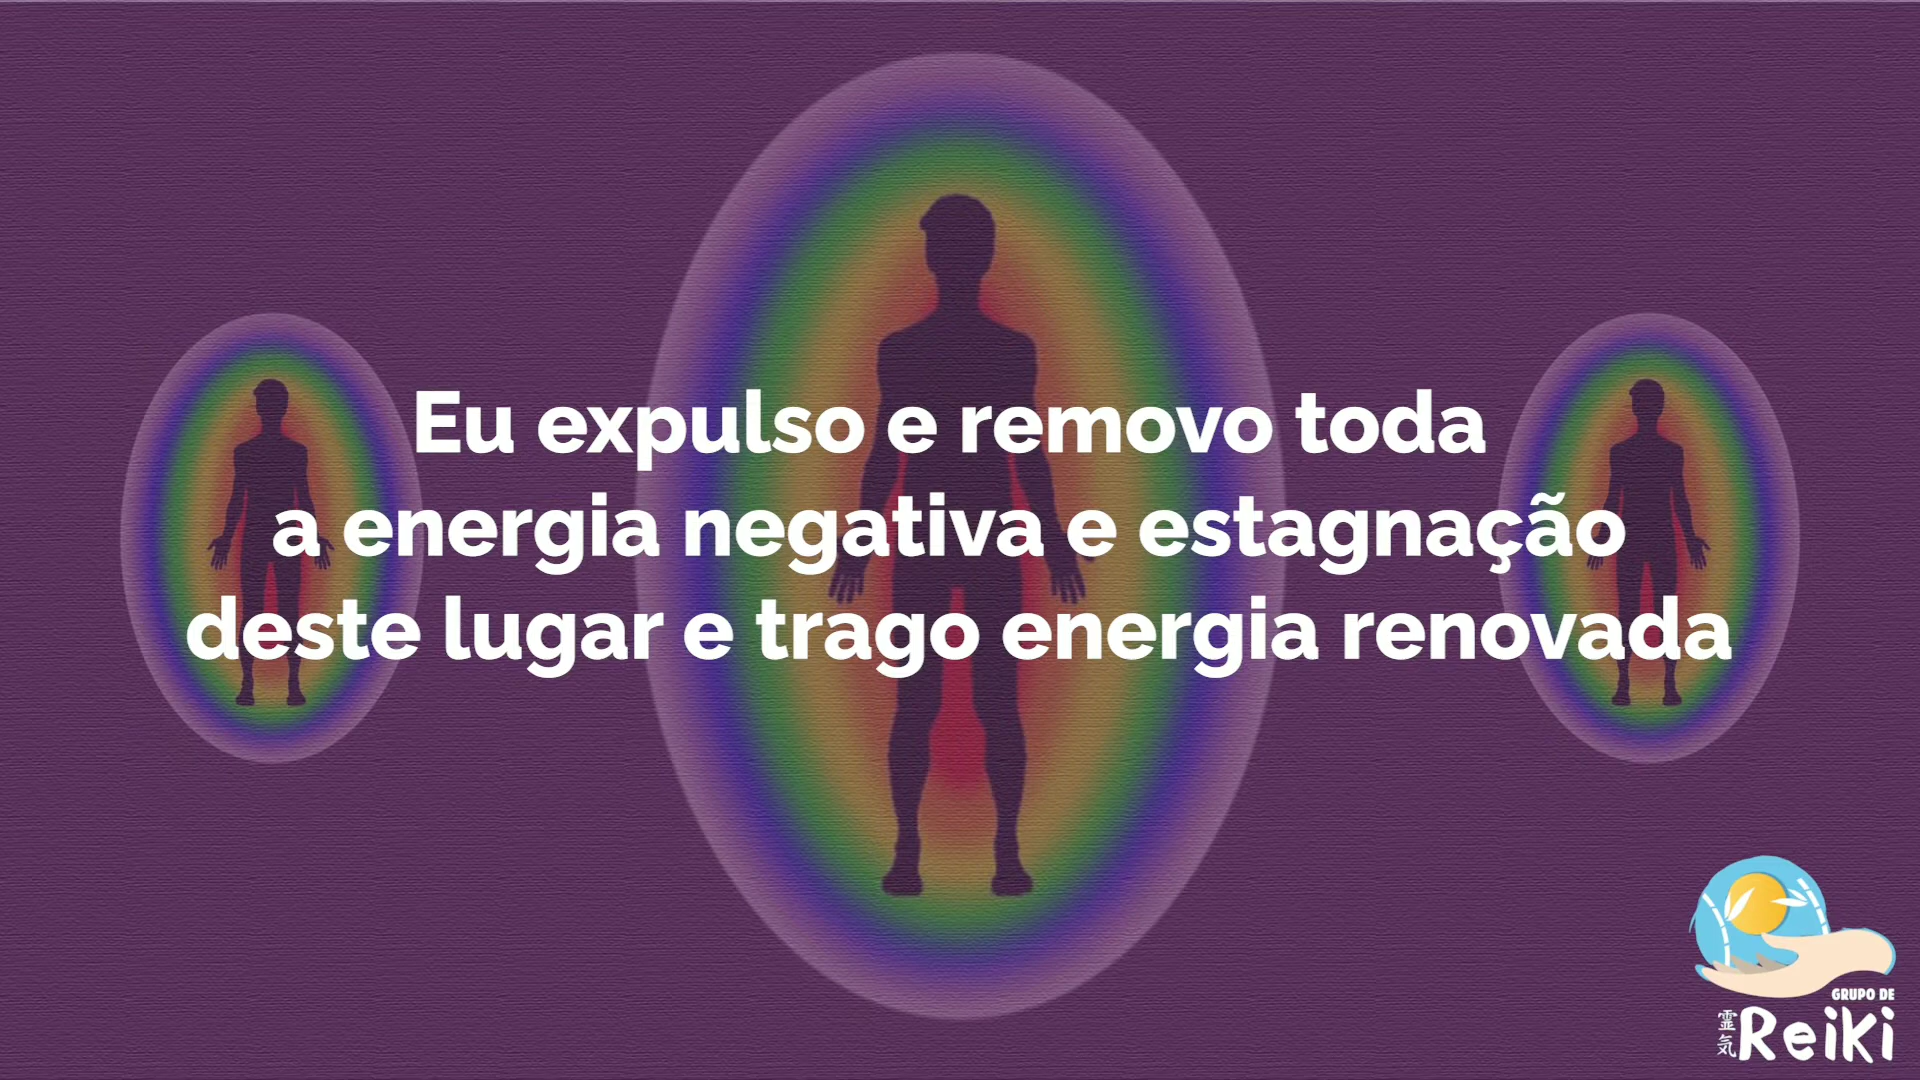 Eu expulso e removo toda
a energia negativa e estagnação
deste lugar e trago energia renovada
GRUPO DE
霊気 Reiki